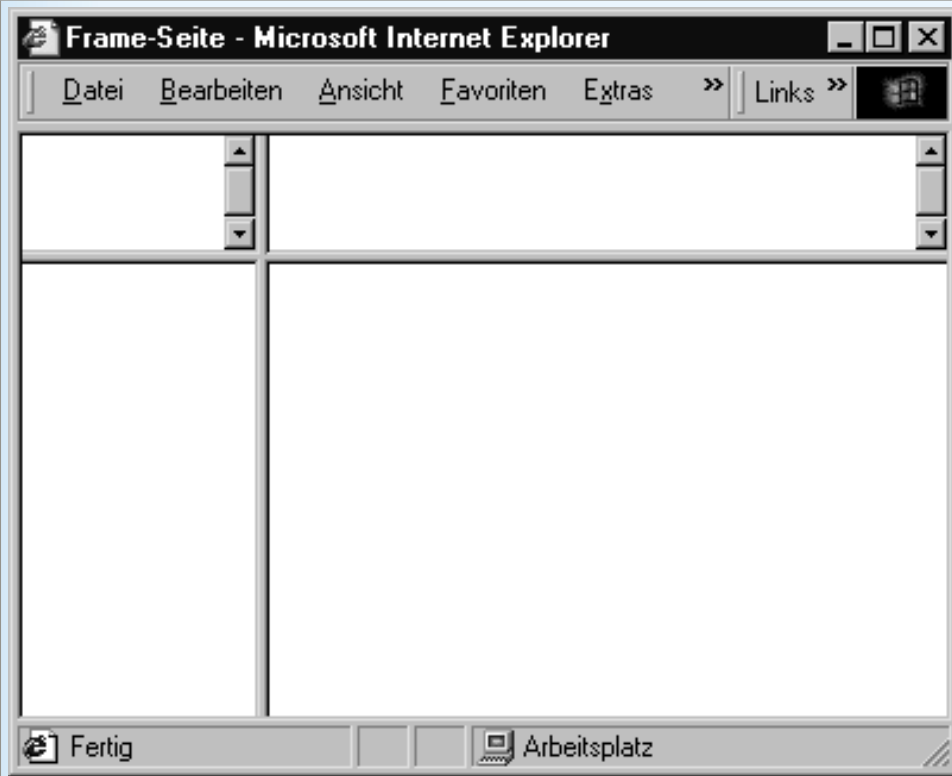 Frame-Seite - Microsoft Internet Explorer
Datei Bearbeiten Ansicht Favoriten Extras » Links »
Fertig Arbeitsplatz